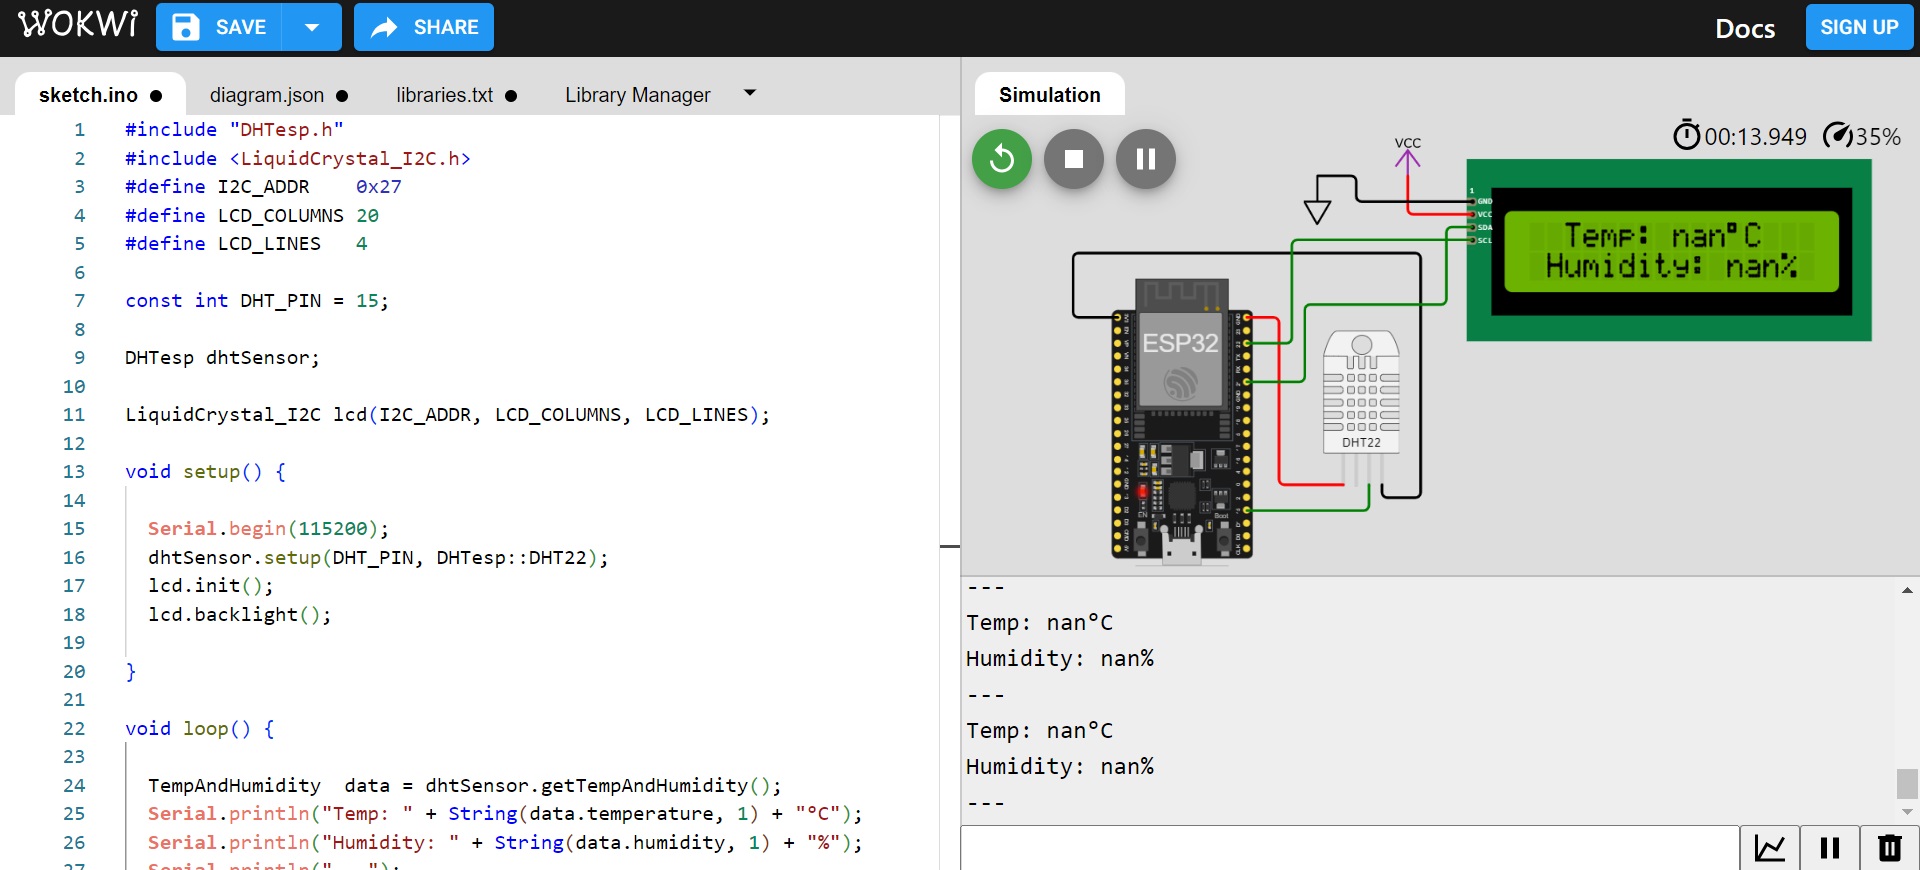 WOKWi
SAVE
SHARE
Docs
SIGN UP
sketch.ino
diagram.json
libraries.txt
Library Manager
1 #include "DHTesp.h"
2 #include <LiquidCrystal_I2C.h>
3 #define I2C_ADDR    0x27
4 #define LCD_COLUMNS 20
5 #define LCD_LINES   4
6
7 const int DHT_PIN = 15;
8
9 DHTesp dhtSensor;
10
11 LiquidCrystal_I2C lcd(I2C_ADDR, LCD_COLUMNS, LCD_LINES);
12
13 void setup() {
14
15   Serial.begin(115200);
16   dhtSensor.setup(DHT_PIN, DHTesp::DHT22);
17   lcd.init();
18   lcd.backlight();
19
20 }
21
22 void loop() {
23
24   TempAndHumidity  data = dhtSensor.getTempAndHumidity();
25   Serial.println("Temp: " + String(data.temperature, 1) + "°C");
26   Serial.println("Humidity: " + String(data.humidity, 1) + "%");
27   Serial.println("---");
Simulation
00:13.949
35%
VCC
1
GND
VCC
SDA
SCL
Temp: nan°C
Humidity: nan%
ESP32
DHT22
EN
Boot
---
Temp: nan°C
Humidity: nan%
---
Temp: nan°C
Humidity: nan%
---